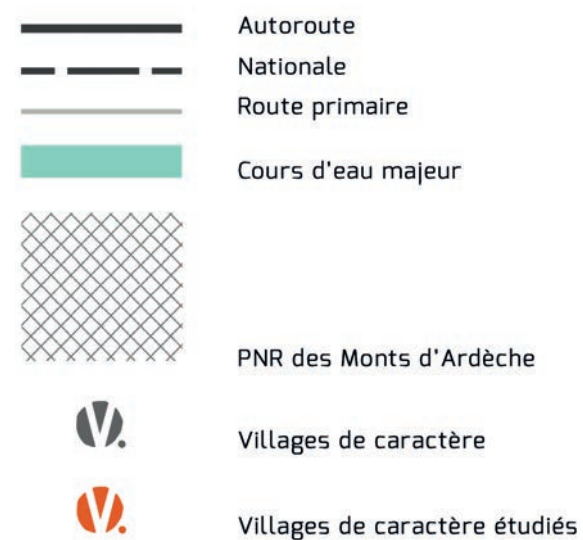 Autoroute
Nationale
Route primaire
Cours d'eau majeur
PNR des Monts d'Ardèche
V. Villages de caractère
V. Villages de caractère étudiés